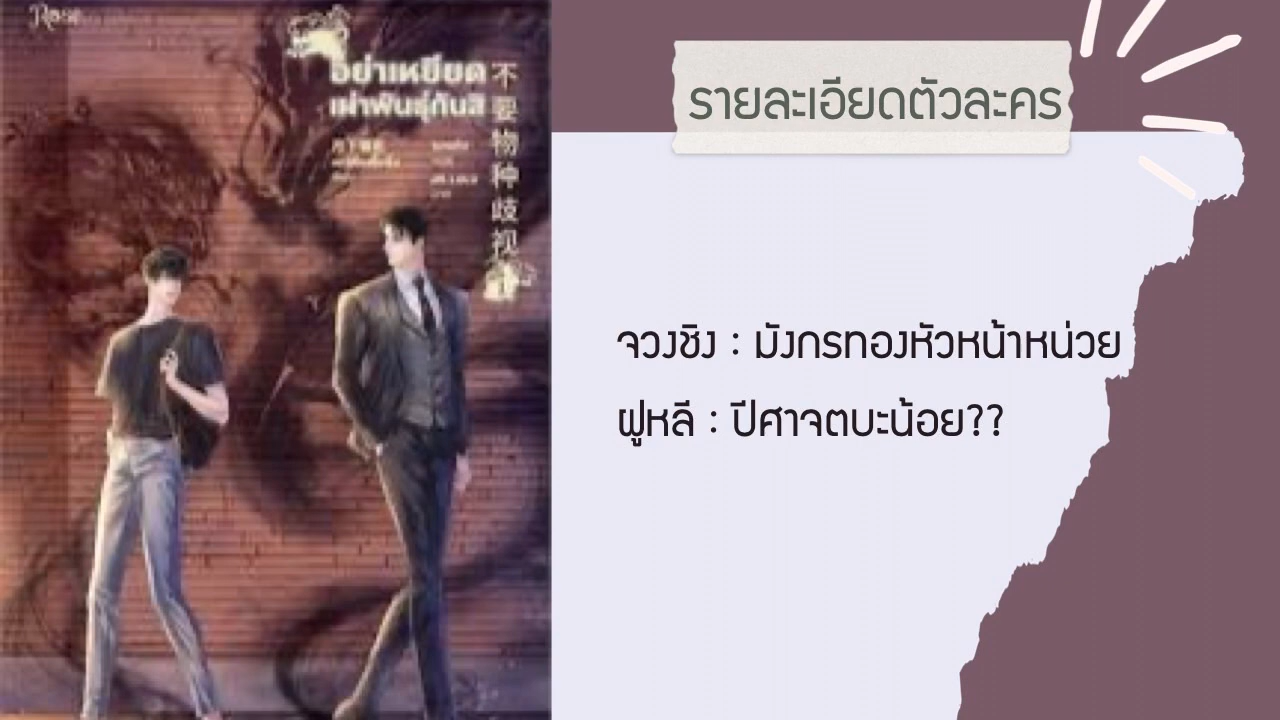 Rose
อย่าเหยียด
เผ่าพันธุ์กันสิ
不要物种歧视
1
รายละเอียดตัวละคร
จวงชิง : มังกรทองหัวหน้าหน่วย
ฝูหลี : ปีศาจตบะน้อย??